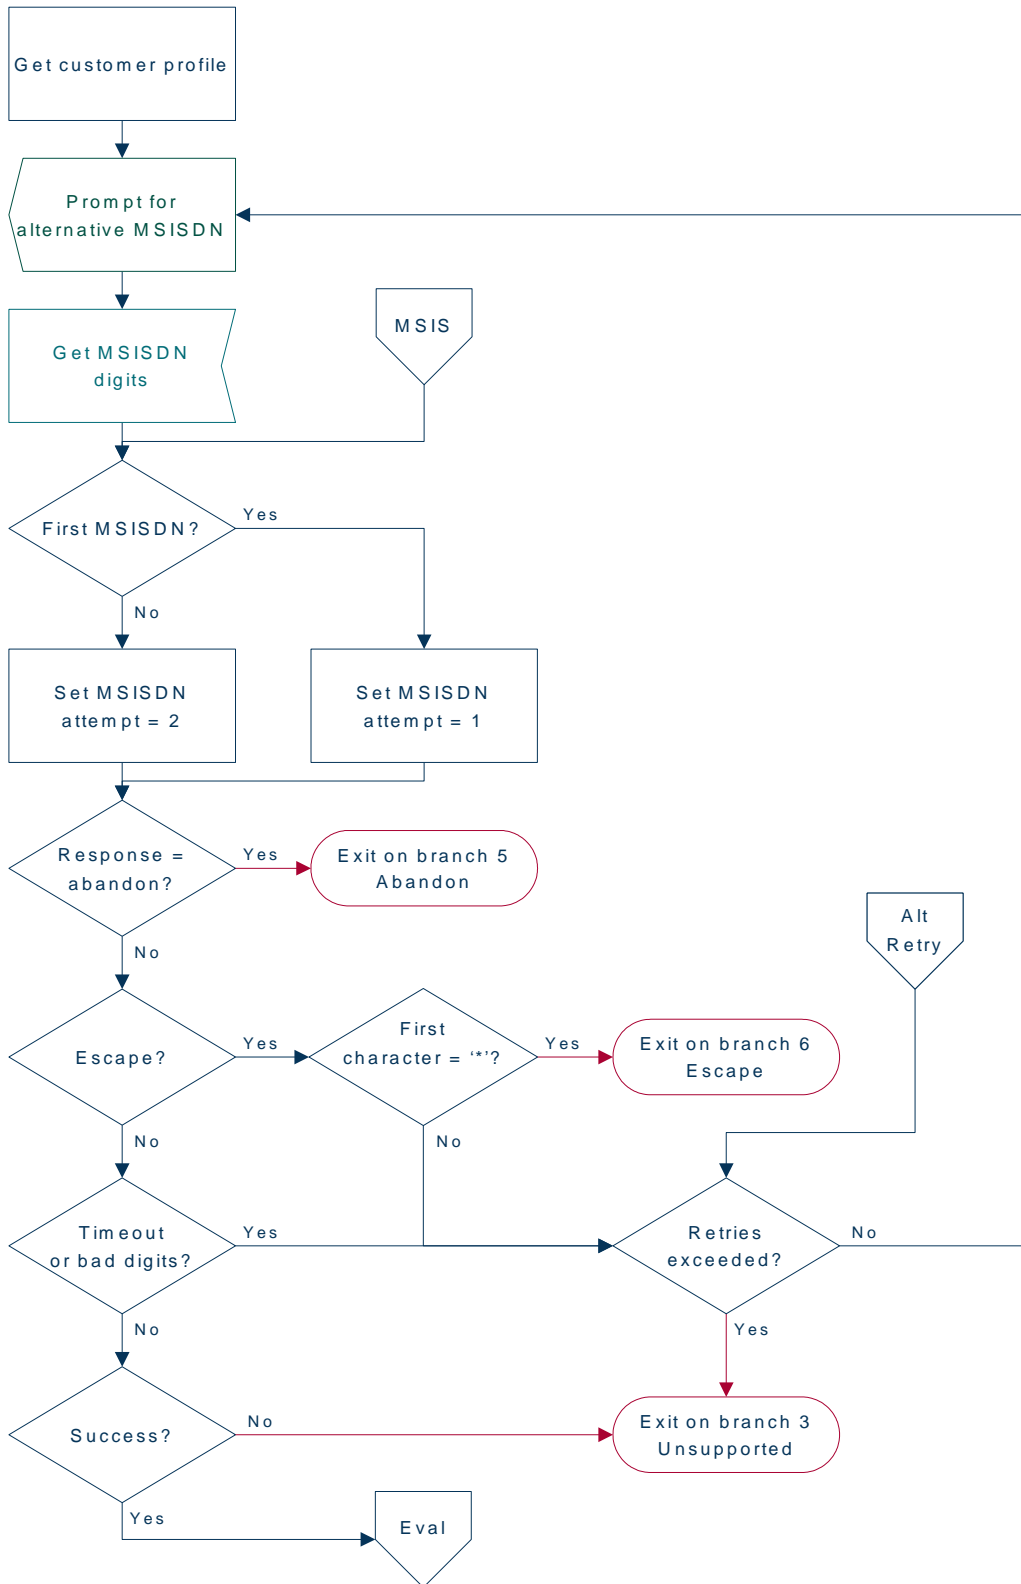 Get customer profile
Prompt for
alternative MSISDN
Get MSISDN
digits
MSIS
First MSISDN?
Yes
No
Set MSISDN
attempt = 2
Set MSISDN
attempt = 1
Response =
abandon?
Yes
Exit on branch 5
Abandon
No
Alt
Retry
Escape?
Yes
First
character = ‘*’?
Yes
Exit on branch 6
Escape
No
No
Timeout
or bad digits?
Yes
Retries
exceeded?
No
No
Yes
Success?
No
Exit on branch 3
Unsupported
Yes
Eval